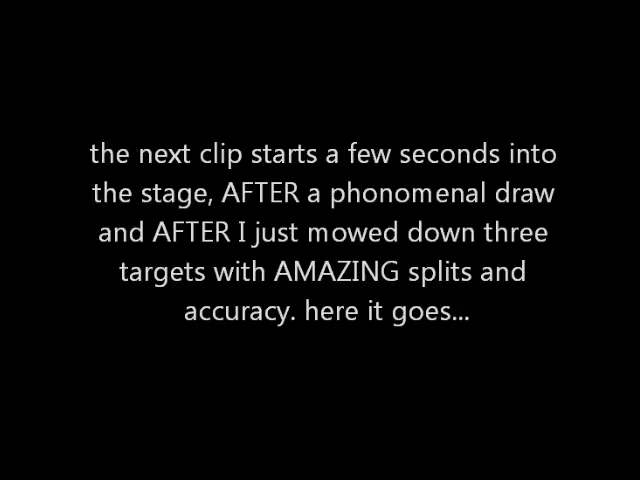 the next clip starts a few seconds into
the stage, AFTER a phonomenal draw
and AFTER I just mowed down three
targets with AMAZING splits and
accuracy. here it goes...